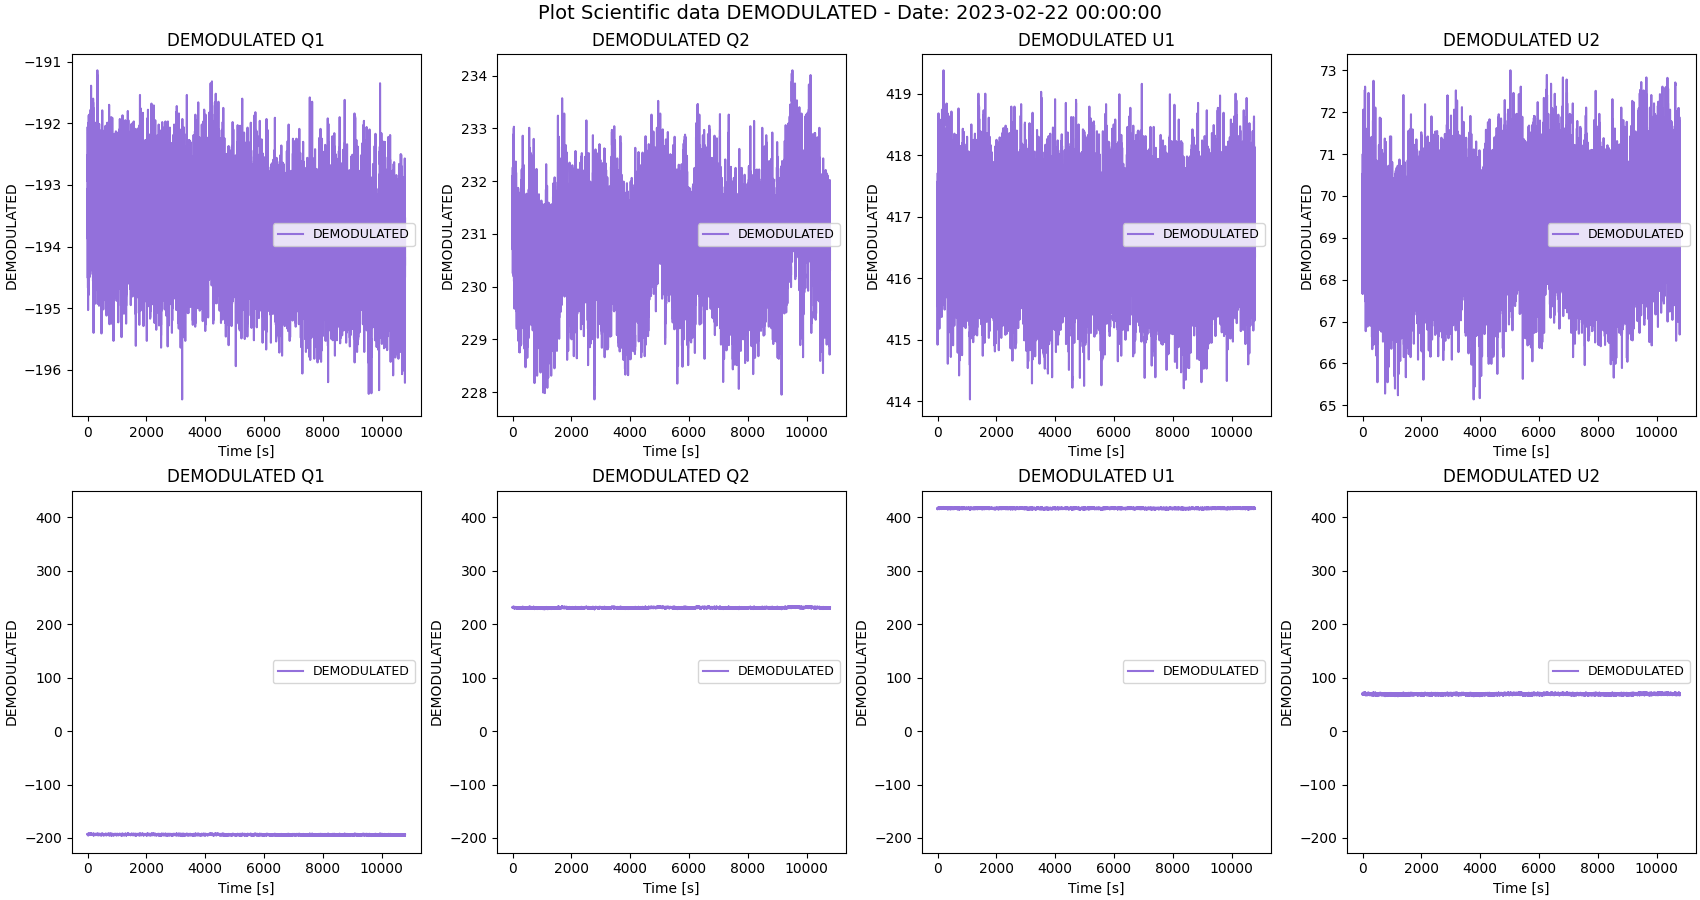 Plot Scientific data DEMODULATED - Date: 2023-02-22 00:00:00
DEMODULATED Q1
DEMODULATED Q2
DEMODULATED U1
DEMODULATED U2
−191
−192
−193
−194
−195
−196
DEMODULATED
DEMODULATED
0 2000 4000 6000 8000 10000
Time [s]
234
233
232
231
230
229
228
DEMODULATED
DEMODULATED
0 2000 4000 6000 8000 10000
Time [s]
419
418
417
416
415
414
DEMODULATED
DEMODULATED
0 2000 4000 6000 8000 10000
Time [s]
73
72
71
70
69
68
67
66
65
DEMODULATED
DEMODULATED
0 2000 4000 6000 8000 10000
Time [s]
DEMODULATED Q1
DEMODULATED Q2
DEMODULATED U1
DEMODULATED U2
400
300
200
100
0
−100
−200
DEMODULATED
DEMODULATED
0 2000 4000 6000 8000 10000
Time [s]
400
300
200
100
0
−100
−200
DEMODULATED
DEMODULATED
0 2000 4000 6000 8000 10000
Time [s]
400
300
200
100
0
−100
−200
DEMODULATED
DEMODULATED
0 2000 4000 6000 8000 10000
Time [s]
400
300
200
100
0
−100
−200
DEMODULATED
DEMODULATED
0 2000 4000 6000 8000 10000
Time [s]